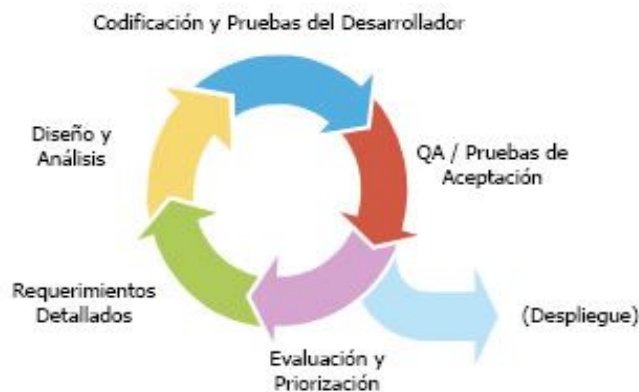 Codificación y Pruebas del Desarrollador
Diseño y
Análisis
QA / Pruebas de
Aceptación
Requerimientos
Detallados
(Despliegue)
Evaluación y
Priorización